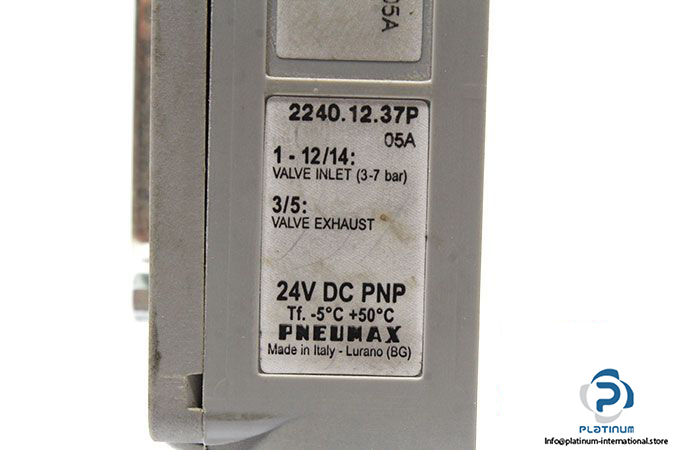 05A
2240.12.37P
05A
1 - 12/14:
VALVE INLET (3-7 bar)
3/5:
VALVE EXHAUST
24V DC PNP
Tf. -5°C +50°C
PNEUMAX
Made in Italy - Lurano (BG)
PLATINUM
Info@platinum-international.store